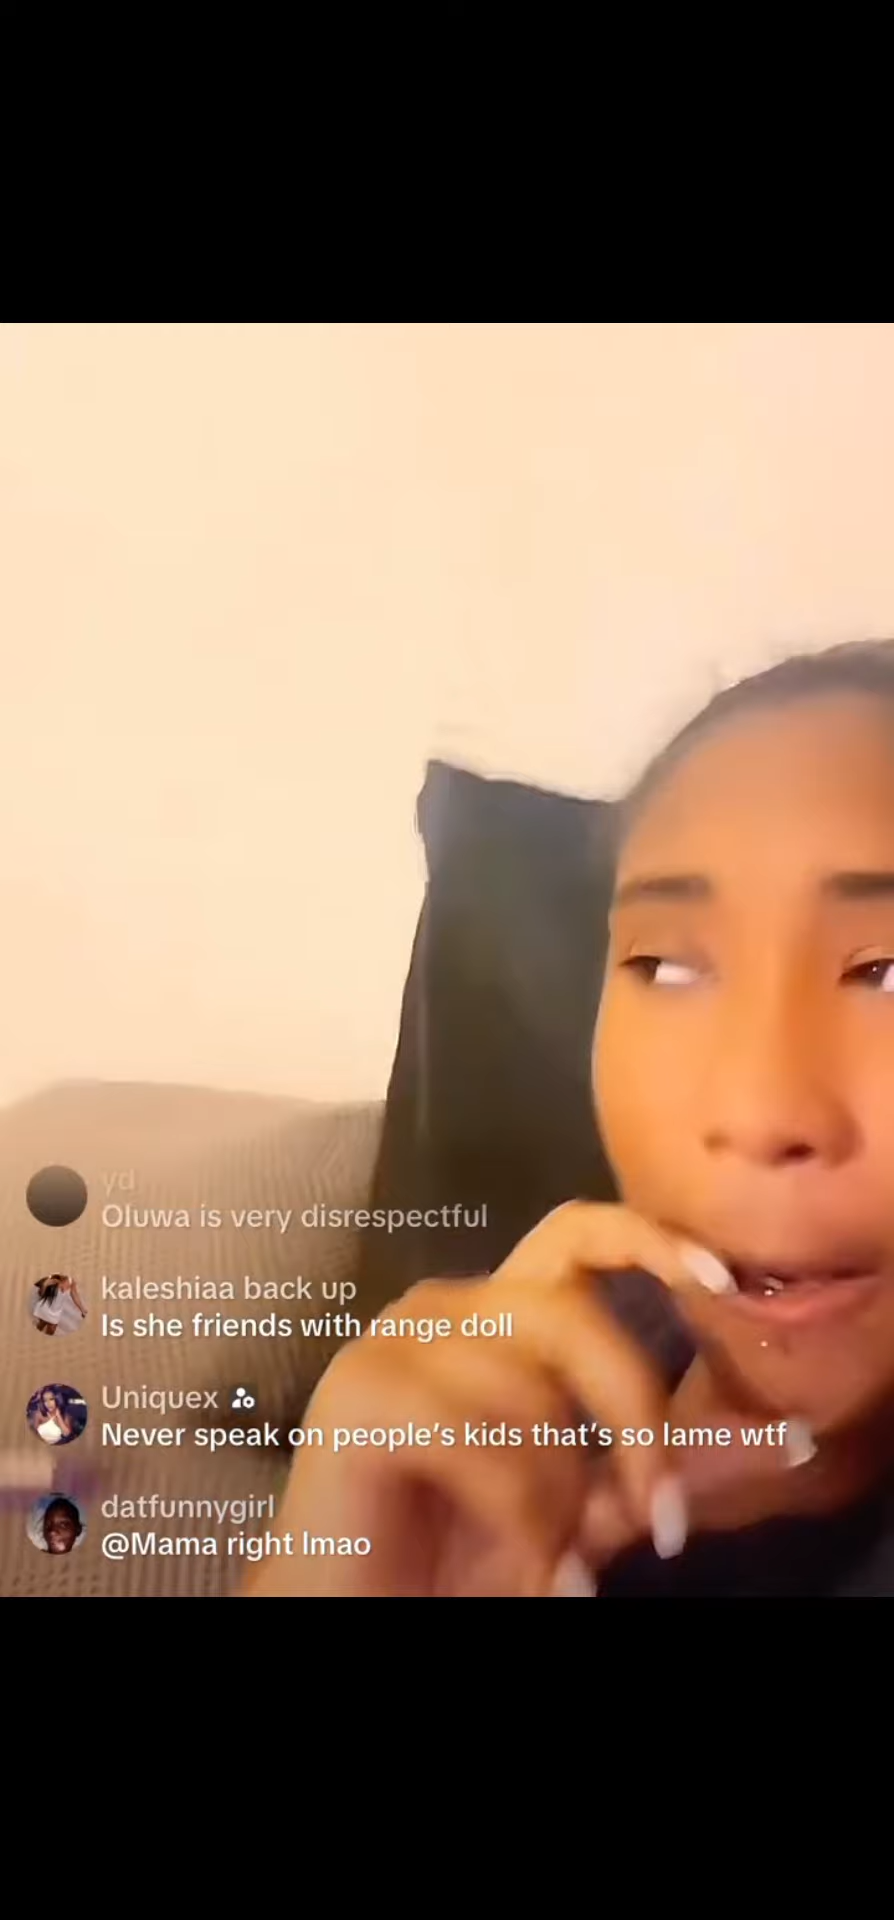 yd
Oluwa is very disrespectful
kaleshiaa back up
Is she friends with range doll
Uniquex
Never speak on people’s kids that’s so lame wtf
datfunnygirl
@Mama right lmao